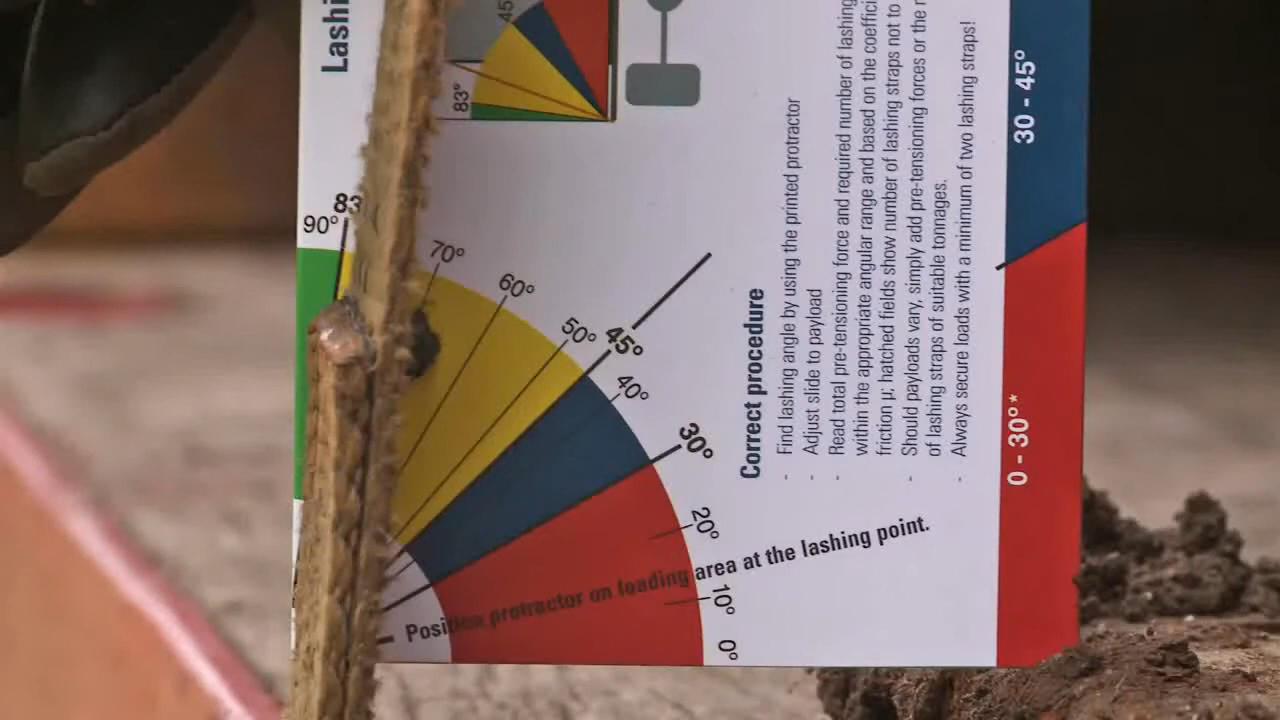 Lashi
45
83°
90°
83
70°
60°
50°
45°
40°
30°
20°
10°
0°
Position protractor on loading area at the lashing point.
Correct procedure
- Find lashing angle by using the printed protractor
- Adjust slide to payload
- Read total pre-tensioning force and required number of lashing
within the appropriate angular range and based on the coeffici
friction µ; hatched fields show number of lashing straps not to
- Should payloads vary, simply add pre-tensioning forces or the
of lashing straps of suitable tonnages.
- Always secure loads with a minimum of two lashing straps!
30 - 45°
0 - 30°*